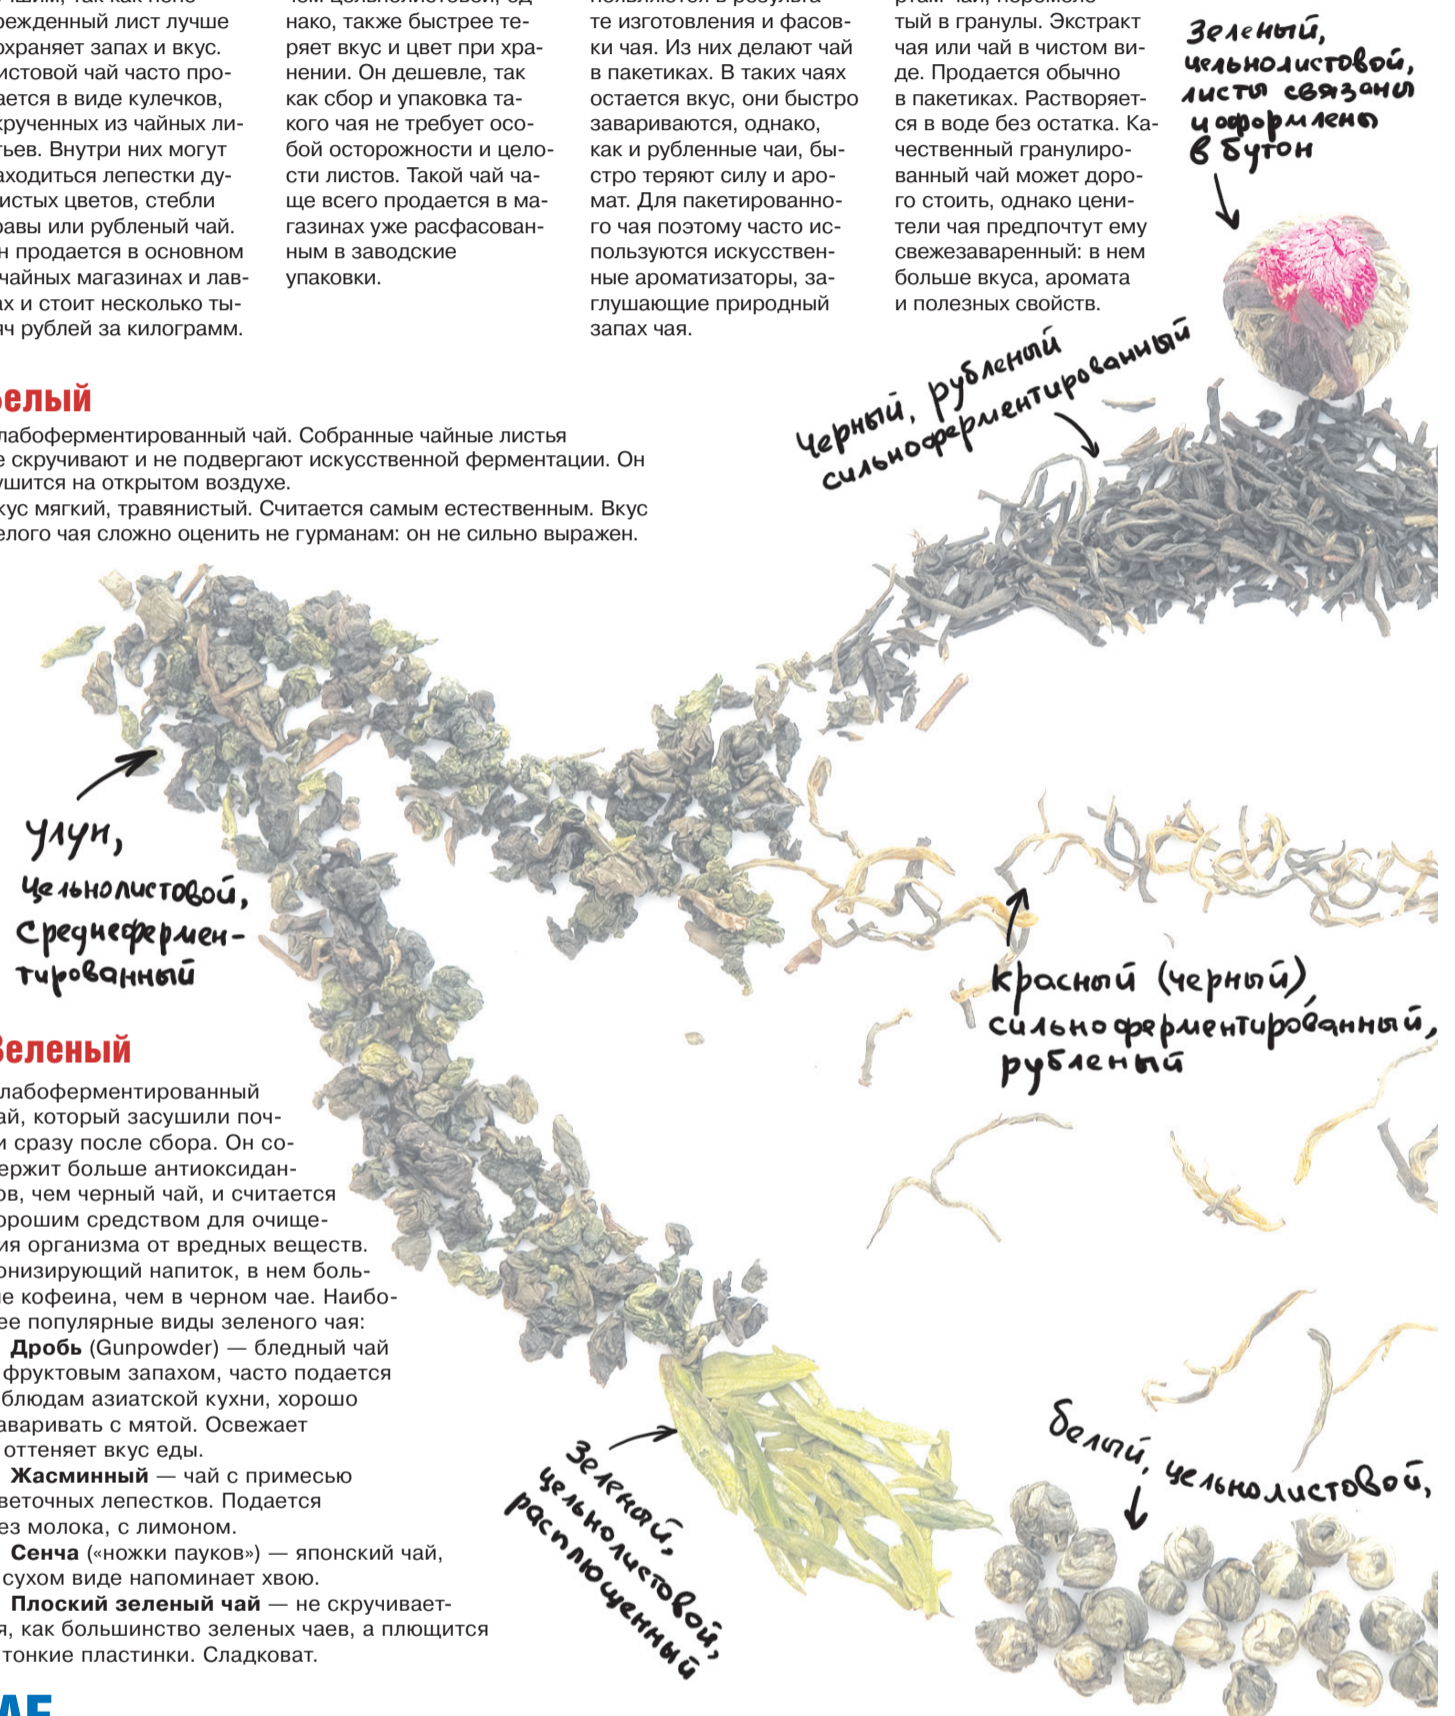 чшим, так как непо-
режденный лист лучше
охраняет запах и вкус.
истовой чай часто про-
ается в виде кулечков,
крученных из чайных ли-
тьев. Внутри них могут
аходиться лепестки ду-
истых цветов, стебли
равы или рубленый чай.
н продается в основном
чайных магазинах и лав-
ах и стоит несколько ты-
яч рублей за килограмм.
чем цельнолистовой, од-
нако, также быстрее те-
ряет вкус и цвет при хра-
нении. Он дешевле, так
как сбор и упаковка та-
кого чая не требует осо-
бой осторожности и цело-
сти листов. Такой чай ча-
ще всего продается в ма-
газинах уже расфасован-
ным в заводские
упаковки.
появляется в результа-
те изготовления и фасов-
ки чая. Из них делают чай
в пакетиках. В таких чаях
остается вкус, они быстро
завариваются, однако,
как и рубленные чаи, бы-
стро теряют силу и аро-
мат. Для пакетированно-
го чая поэтому часто ис-
пользуются искусствен-
ные ароматизаторы, за-
глушающие природный
запах чая.
ртам чай, перемоло-
тый в гранулы. Экстракт
чая или чай в чистом ви-
де. Продается обычно
в пакетиках. Растворяет-
ся в воде без остатка. Ка-
чественный гранулиро-
ванный чай может доро-
го стоить, однако цени-
тели чая предпочтут ему
свежезаваренный: в нем
больше вкуса, аромата
и полезных свойств.
Зеленый,
цельнолистовой,
листы связаны
и оформлены
в бутон
Черный, рубленый
сильноферментированный
Белый
лабоферментированный чай. Собранные чайные листья
е скручивают и не подвергают искусственной ферментации. Он
ушится на открытом воздухе.
кус мягкий, травянистый. Считается самым естественным. Вкус
елого чая сложно оценить не гурманам: он не сильно выражен.
улун,
цельнолистовой,
среднефермен-
тированный
красный (черный),
сильноферментированный,
рубленый
Зеленый
лабоферментированный
ай, который засушили поч-
и сразу после сбора. Он со-
ержит больше антиоксидан-
ов, чем черный чай, и считается
орошим средством для очище-
ия организма от вредных веществ.
онизирующий напиток, в нем боль-
е кофеина, чем в черном чае. Наибо-
ее популярные виды зеленого чая:
Дробь (Gunpowder) — бледный чай
фруктовым запахом, часто подается
блюдам азиатской кухни, хорошо
аваривать с мятой. Освежает
оттеняет вкус еды.
Жасминный — чай с примесью
веточных лепестков. Подается
ез молока, с лимоном.
Сенча («ножки пауков») — японский чай,
сухом виде напоминает хвою.
Плоский зеленый чай — не скручивает-
я, как большинство зеленых чаев, а плющится
тонкие пластинки. Сладковат.
Зеленый,
цельнолистовой,
расплющенный
белый, цельнолистовой,